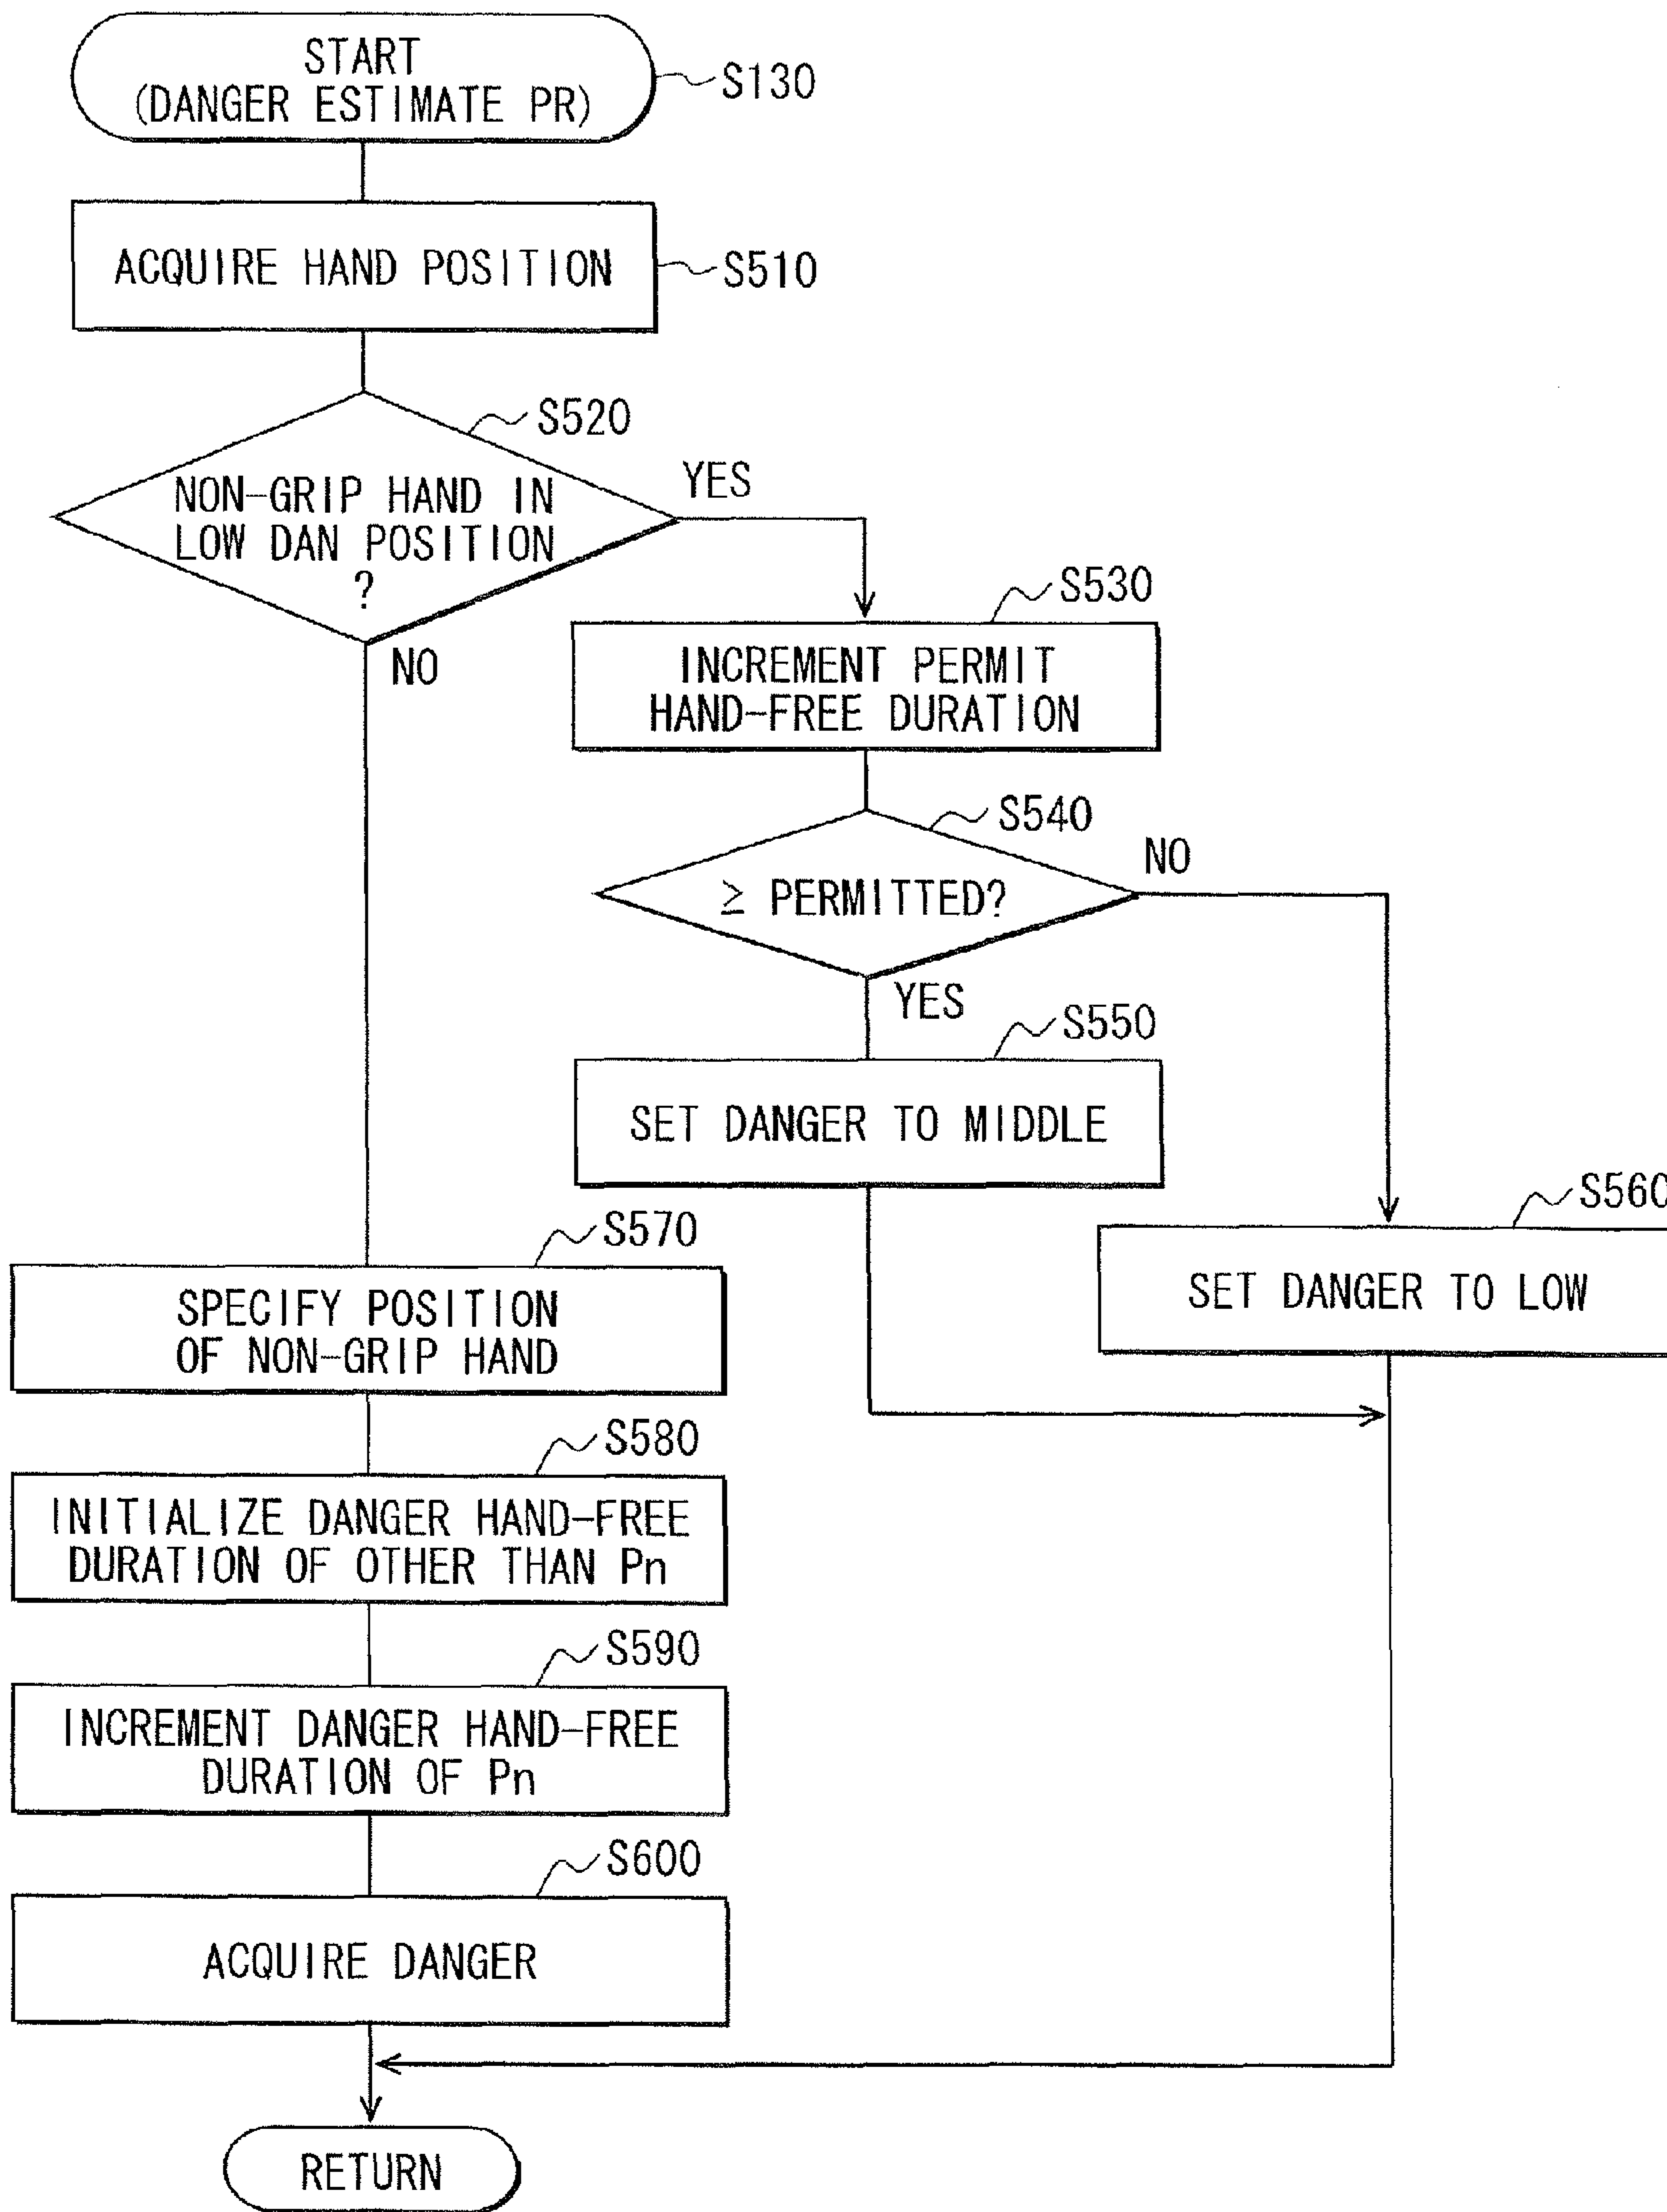 START
(DANGER ESTIMATE PR)
S130
ACQUIRE HAND POSITION
S510
S520
NON-GRIP HAND IN
LOW DAN POSITION
?
YES
NO
S530
INCREMENT PERMIT
HAND-FREE DURATION
S540
≥ PERMITTED?
NO
YES
S550
SET DANGER TO MIDDLE
S560
SET DANGER TO LOW
S570
SPECIFY POSITION
OF NON-GRIP HAND
S580
INITIALIZE DANGER HAND-FREE
DURATION OF OTHER THAN Pn
S590
INCREMENT DANGER HAND-FREE
DURATION OF Pn
S600
ACQUIRE DANGER
RETURN